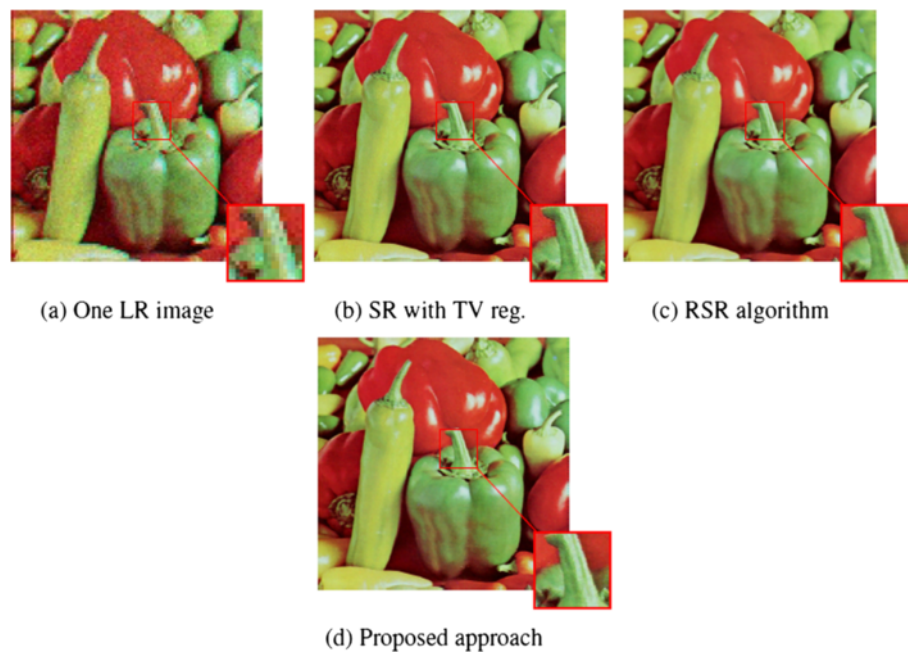 (a) One LR image
(b) SR with TV reg.
(c) RSR algorithm
(d) Proposed approach